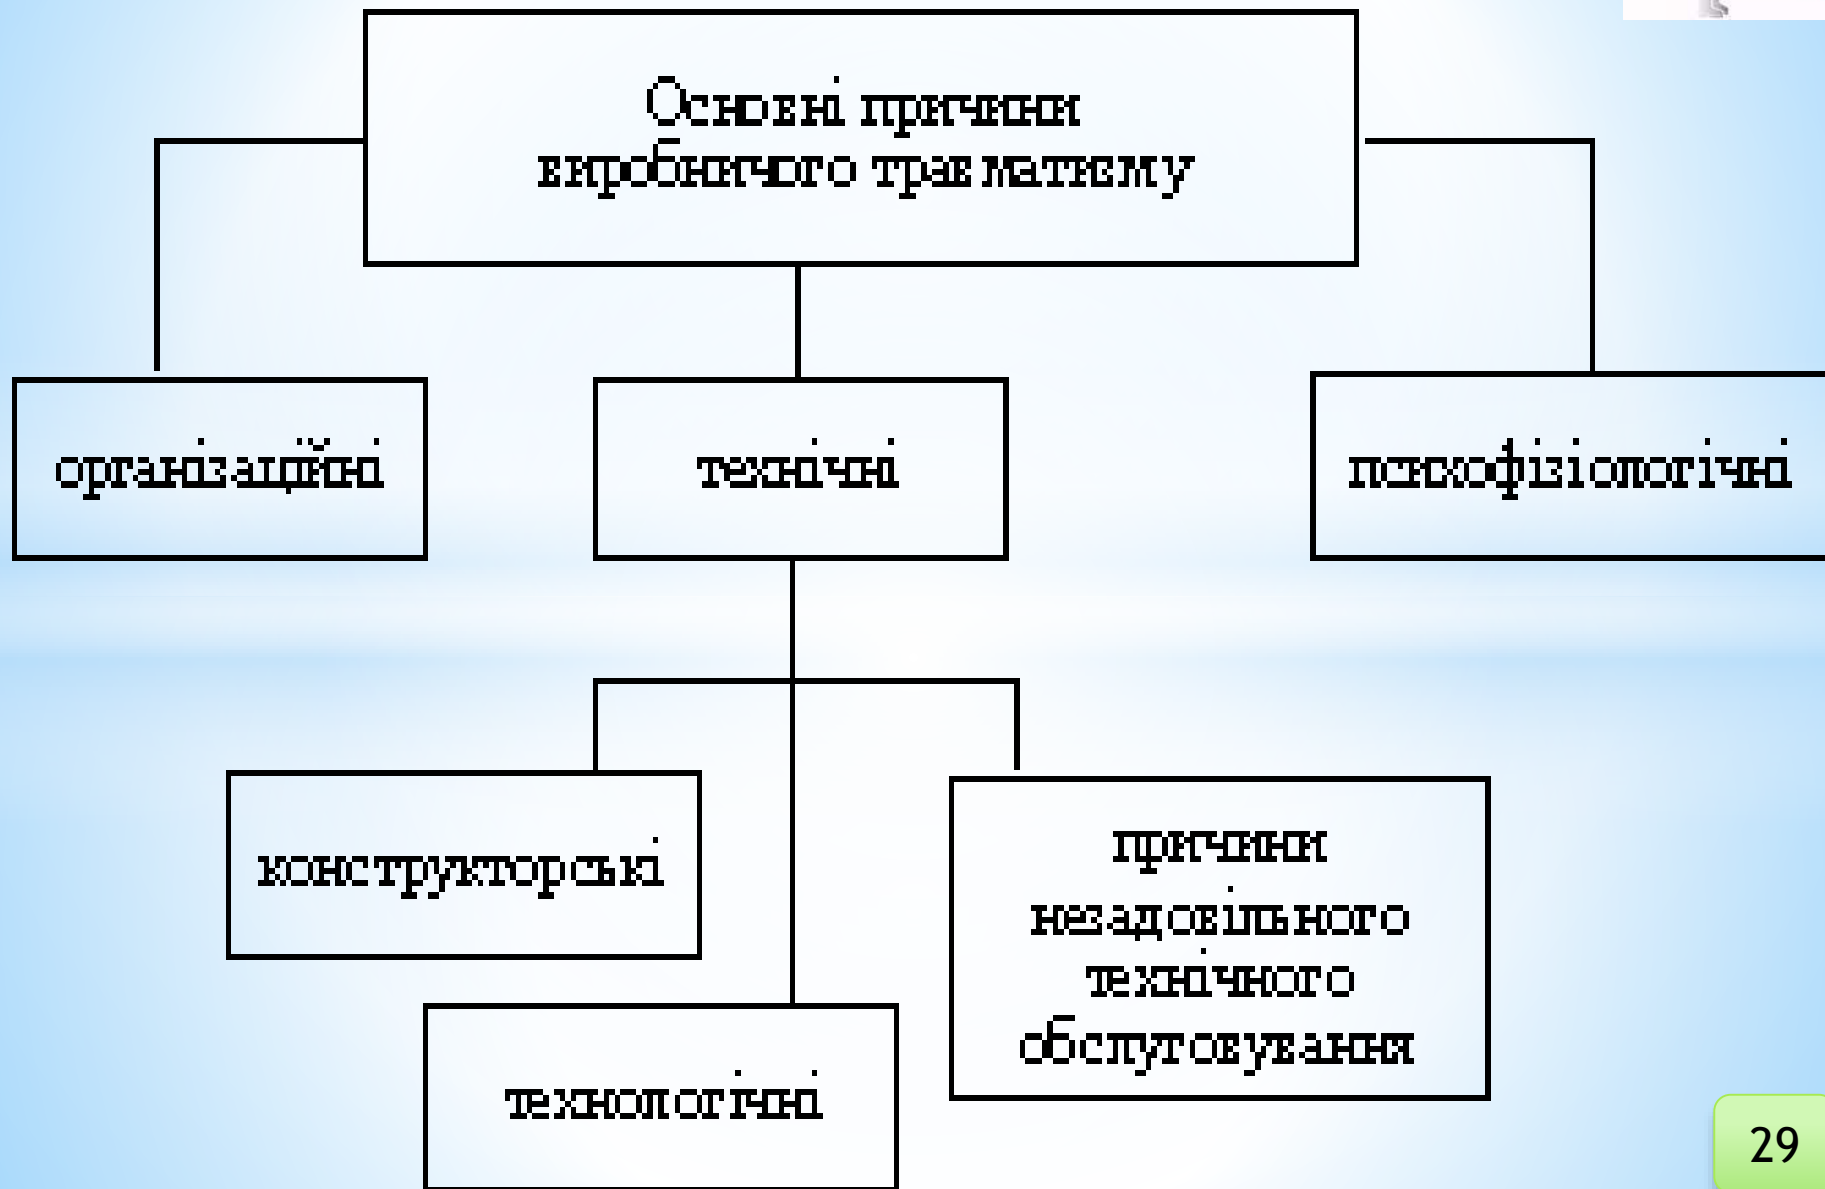 Основні причини
виробничого травматизму
організаційні
технічні
психофізіологічні
конструкторські
причини
незадовільного
технічного
обслуговування
технологічні
29